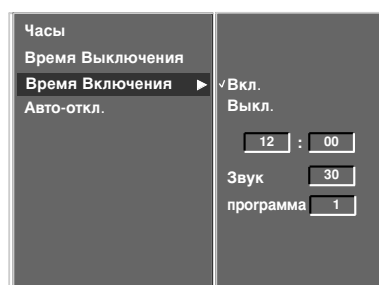 Часы
Время Выключения
Время Включения
Авто-откл.
√Вкл.
Выкл.
12 : 00
Звук 30
программа 1